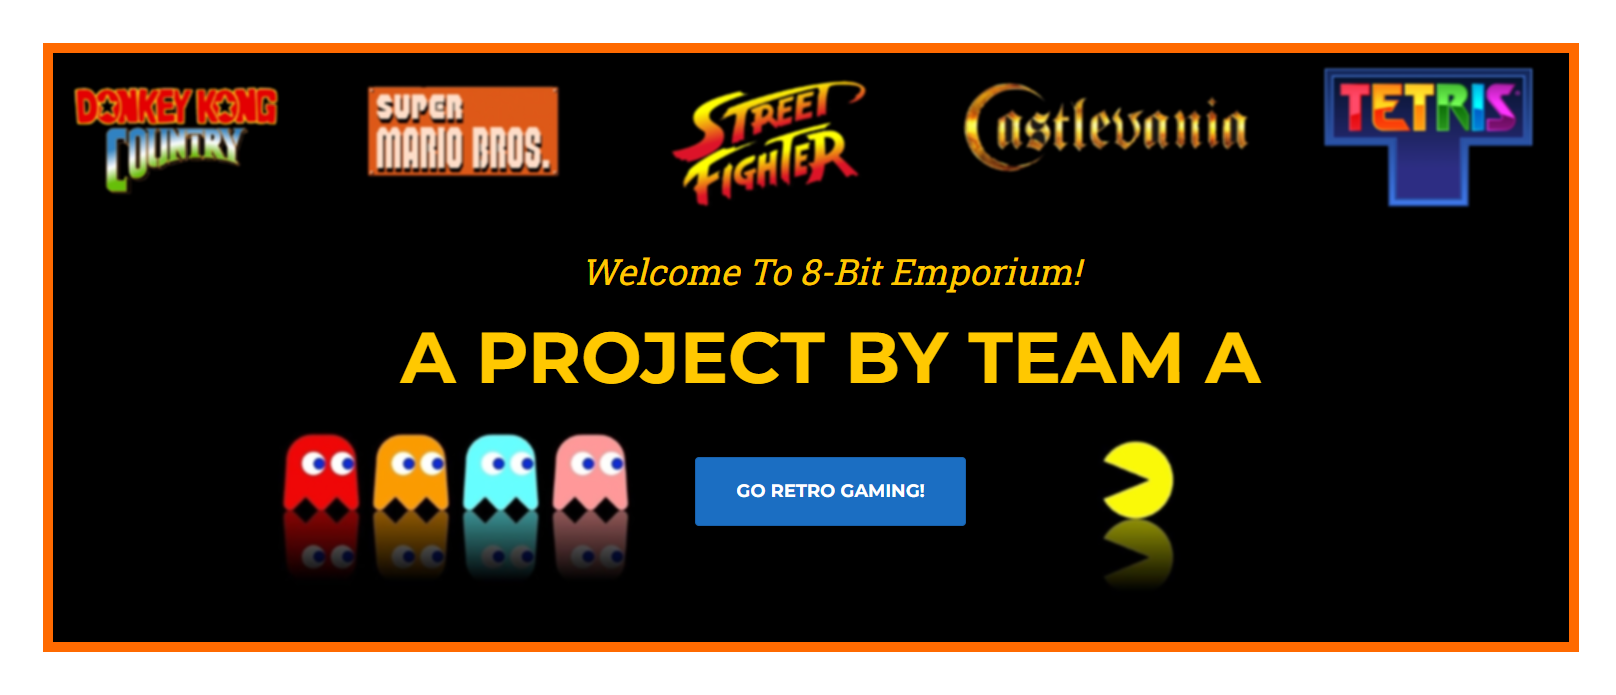 DONKEY KONG
COUNTRY
SUPER
MARIO BROS.
STREET
FIGHTER
Castlevania
TETRIS
Welcome To 8-Bit Emporium!
A PROJECT BY TEAM A
GO RETRO GAMING!